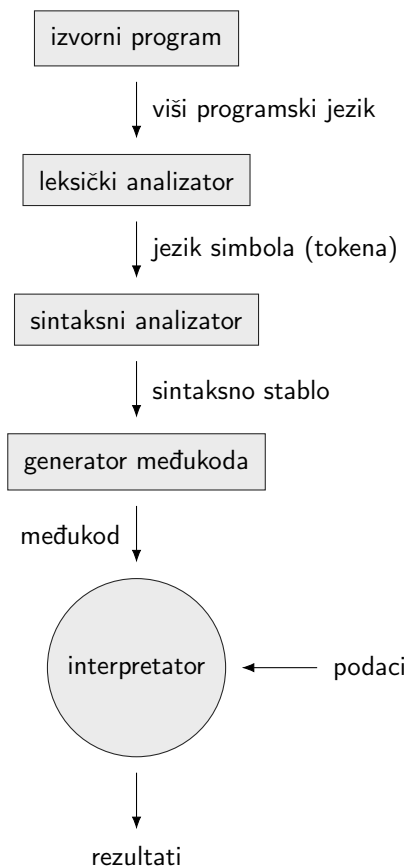 izvorni program
viši programski jezik
leksički analizator
jezik simbola (tokena)
sintaksni analizator
sintaksno stablo
generator međukoda
međukod
interpretator
podaci
rezultati